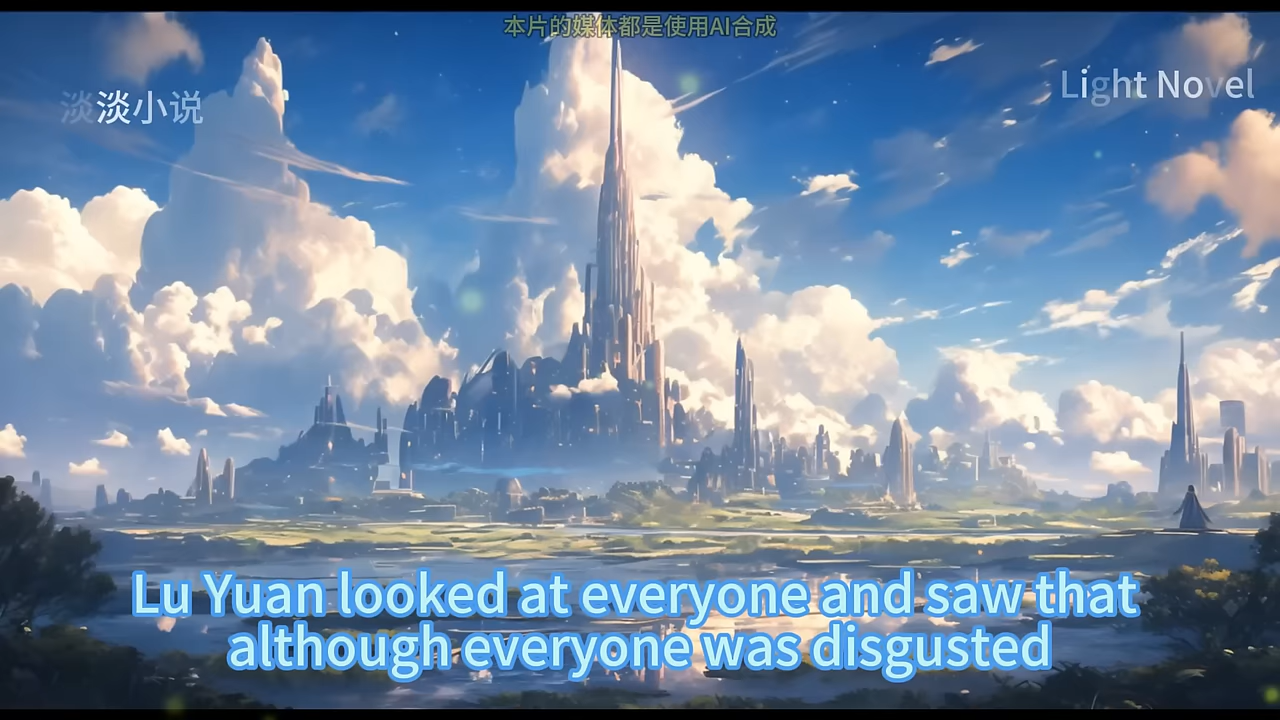 本片的媒体都是使用AI合成
淡淡小说
Light Novel
Lu Yuan looked at everyone and saw that
although everyone was disgusted